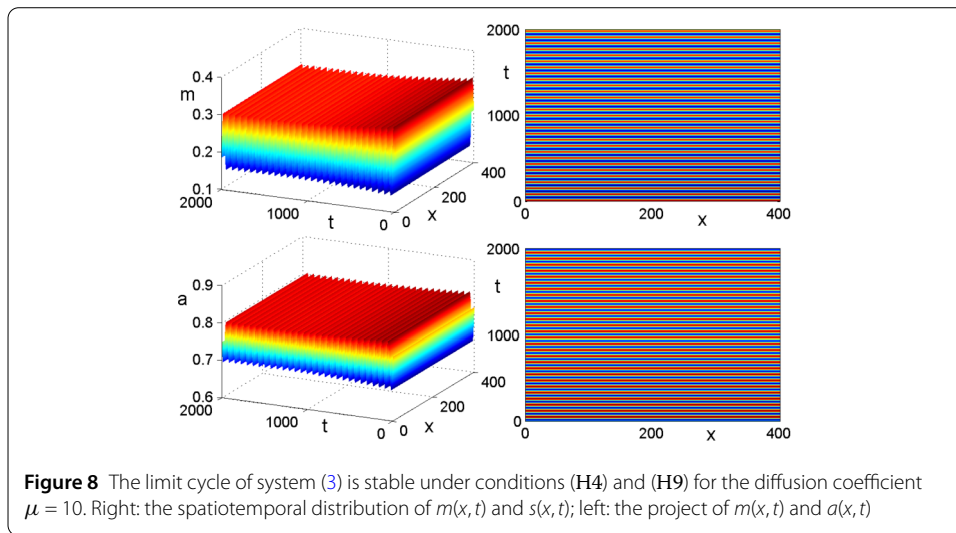 0.4
m
0.3
0.2
0.1
2000
1000
t
0
0
x
200
400
2000
t
1000
0
0
200
x
400
0.9
a
0.8
0.7
0.6
2000
1000
t
0
0
x
200
400
2000
t
1000
0
0
200
x
400
Figure 8 The limit cycle of system (3) is stable under conditions (H4) and (H9) for the diffusion coefficient
μ = 10. Right: the spatiotemporal distribution of m(x, t) and s(x, t); left: the project of m(x, t) and a(x, t)